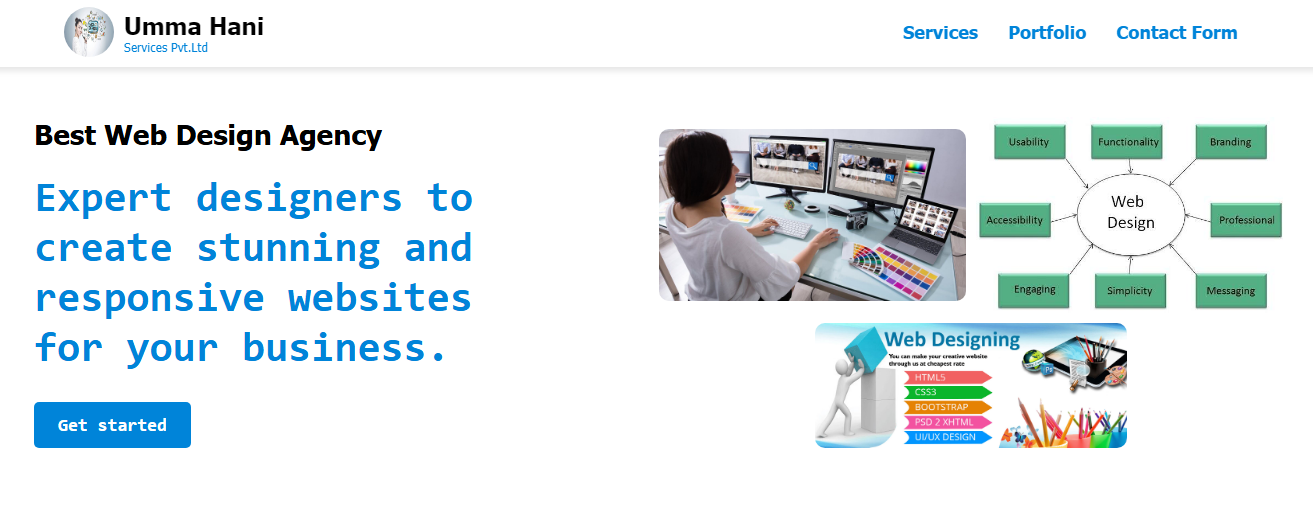 Umma Hani
Services Pvt.Ltd
Services
Portfolio
Contact Form
Best Web Design Agency
Expert designers to
create stunning and
responsive websites
for your business.
Get started
Usability
Functionality
Branding
Accessibility
Web
Design
Professional
Engaging
Simplicity
Messaging
Web Designing
You can make your creative website
through us at cheapest rate
HTML5
CSS3
BOOTSTRAP
PSD 2 XHTML
UI/UX DESIGN
Ps